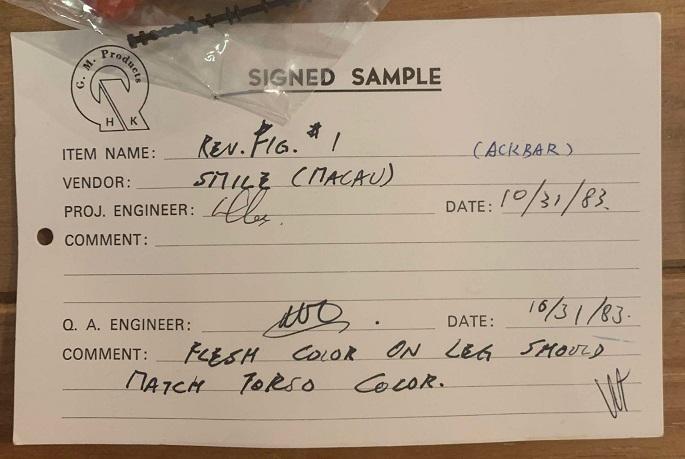 G. M. Products
H K
SIGNED SAMPLE
ITEM NAME: REV. FIG. #1 (ACKBAR)
VENDOR: SMILE (MACAU)
PROJ. ENGINEER: DATE: 10/31/83.
COMMENT:
Q. A. ENGINEER: DATE: 10/31/83.
COMMENT: FLESH COLOR ON LEG SHOULD
MATCH TORSO COLOR.